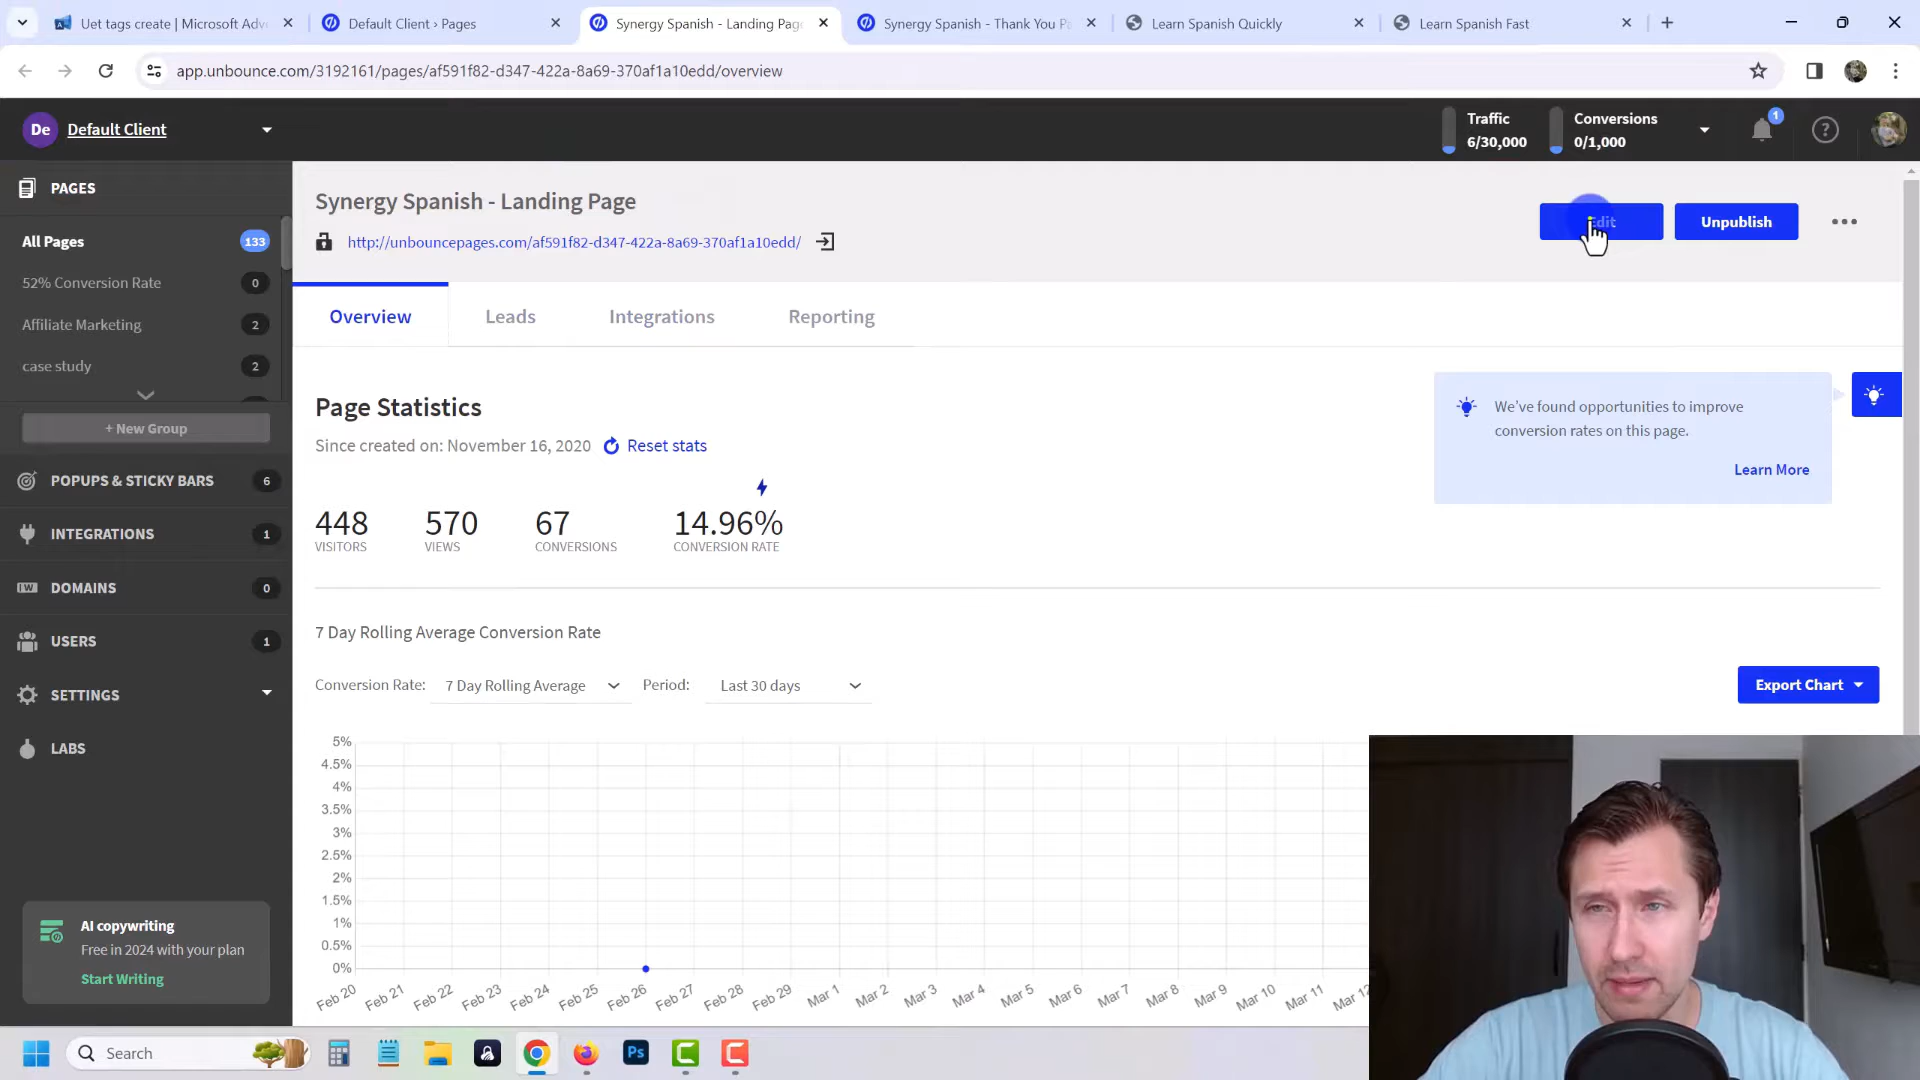 Uet tags create | Microsoft Adve
Default Client › Pages
Synergy Spanish - Landing Page
Synergy Spanish - Thank You Pa
Learn Spanish Quickly
Learn Spanish Fast
app.unbounce.com/3192161/pages/af591f82-d347-422a-8a69-370af1a10edd/overview
De Default Client
Traffic
6/30,000
Conversions
0/1,000
1
PAGES
All Pages 133
52% Conversion Rate 0
Affiliate Marketing 2
case study 2
+ New Group
POPUPS & STICKY BARS 6
INTEGRATIONS 1
DOMAINS 0
USERS 1
SETTINGS
LABS
AI copywriting
Free in 2024 with your plan
Start Writing
Synergy Spanish - Landing Page
http://unbouncepages.com/af591f82-d347-422a-8a69-370af1a10edd/
Edit
Unpublish
Overview
Leads
Integrations
Reporting
Page Statistics
Since created on: November 16, 2020 Reset stats
We've found opportunities to improve
conversion rates on this page.
Learn More
448 570 67 14.96%
VISITORS VIEWS CONVERSIONS CONVERSION RATE
7 Day Rolling Average Conversion Rate
Conversion Rate: 7 Day Rolling Average Period: Last 30 days
Export Chart
5%
4.5%
4%
3.5%
3%
2.5%
2%
1.5%
1%
0.5%
0%
Feb 20 Feb 21 Feb 22 Feb 23 Feb 24 Feb 25 Feb 26 Feb 27 Feb 28 Feb 29 Mar 1 Mar 2 Mar 3 Mar 4 Mar 5 Mar 6 Mar 7 Mar 8 Mar 9 Mar 10 Mar 11 Mar 12
Search
Ps